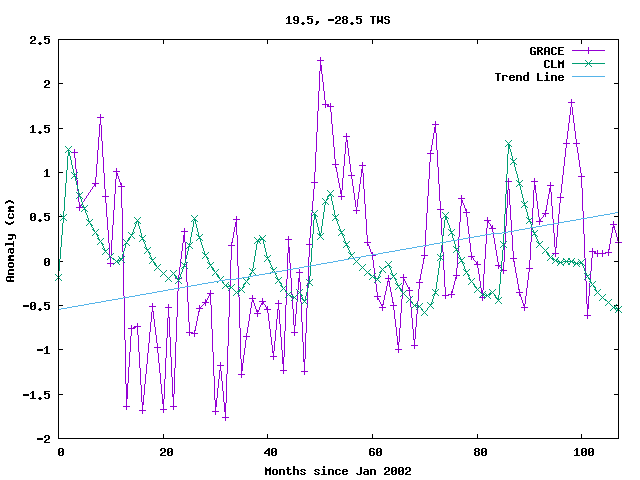 19.5, -28.5 TWS
2.5
2
1.5
1
0.5
0
-0.5
-1
-1.5
-2
Anomaly (cm)
GRACE
CLM
Trend Line
0 20 40 60 80 100
Months since Jan 2002